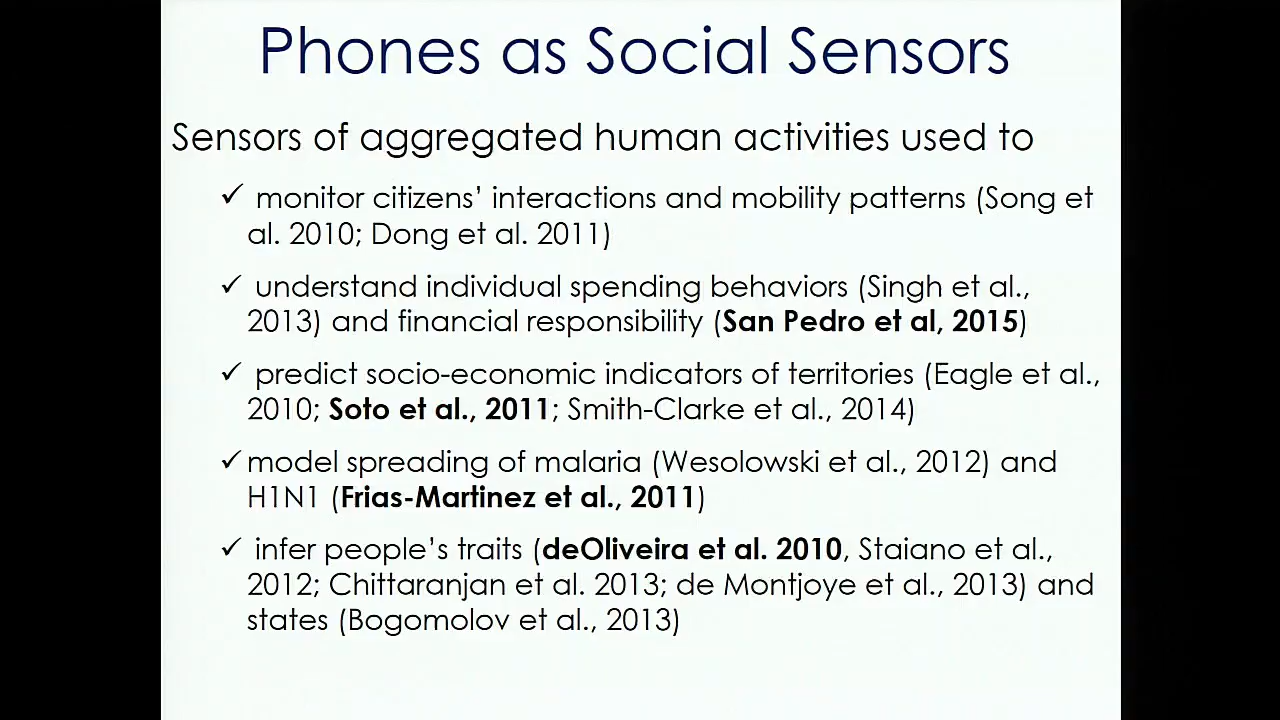 Phones as Social Sensors
Sensors of aggregated human activities used to
✓ monitor citizens’ interactions and mobility patterns (Song et
al. 2010; Dong et al. 2011)
✓ understand individual spending behaviors (Singh et al.,
2013) and financial responsibility (San Pedro et al, 2015)
✓ predict socio-economic indicators of territories (Eagle et al.,
2010; Soto et al., 2011; Smith-Clarke et al., 2014)
✓ model spreading of malaria (Wesolowski et al., 2012) and
H1N1 (Frias-Martinez et al., 2011)
✓ infer people’s traits (deOliveira et al. 2010, Staiano et al.,
2012; Chittaranjan et al. 2013; de Montjoye et al., 2013) and
states (Bogomolov et al., 2013)